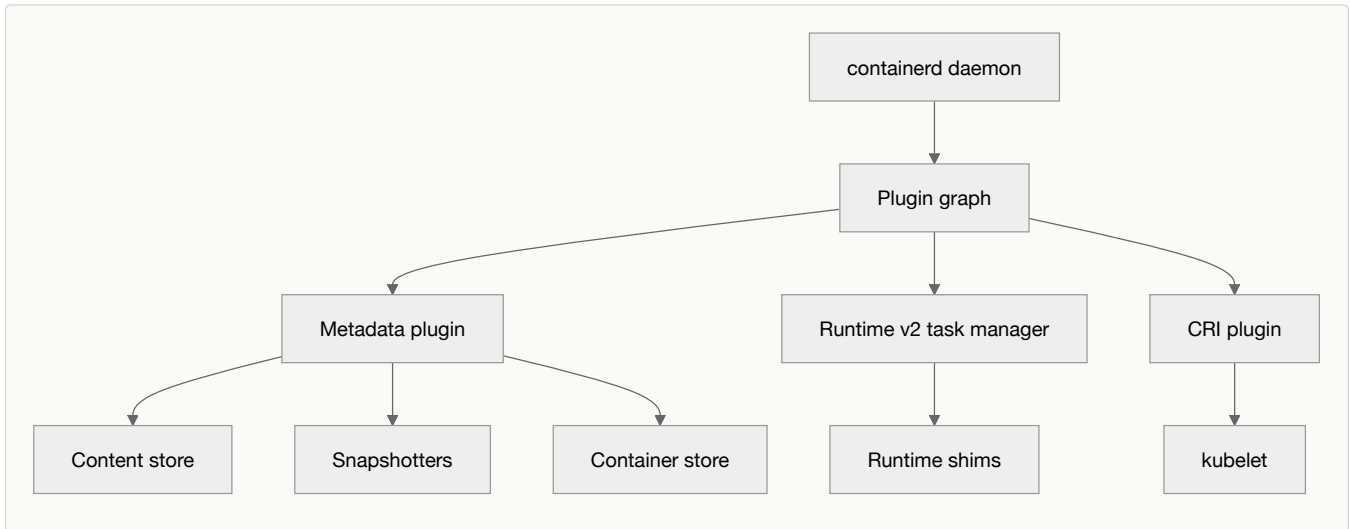 containerd daemon
Plugin graph
Metadata plugin
Runtime v2 task manager
CRI plugin
Content store
Snapshotters
Container store
Runtime shims
kubelet